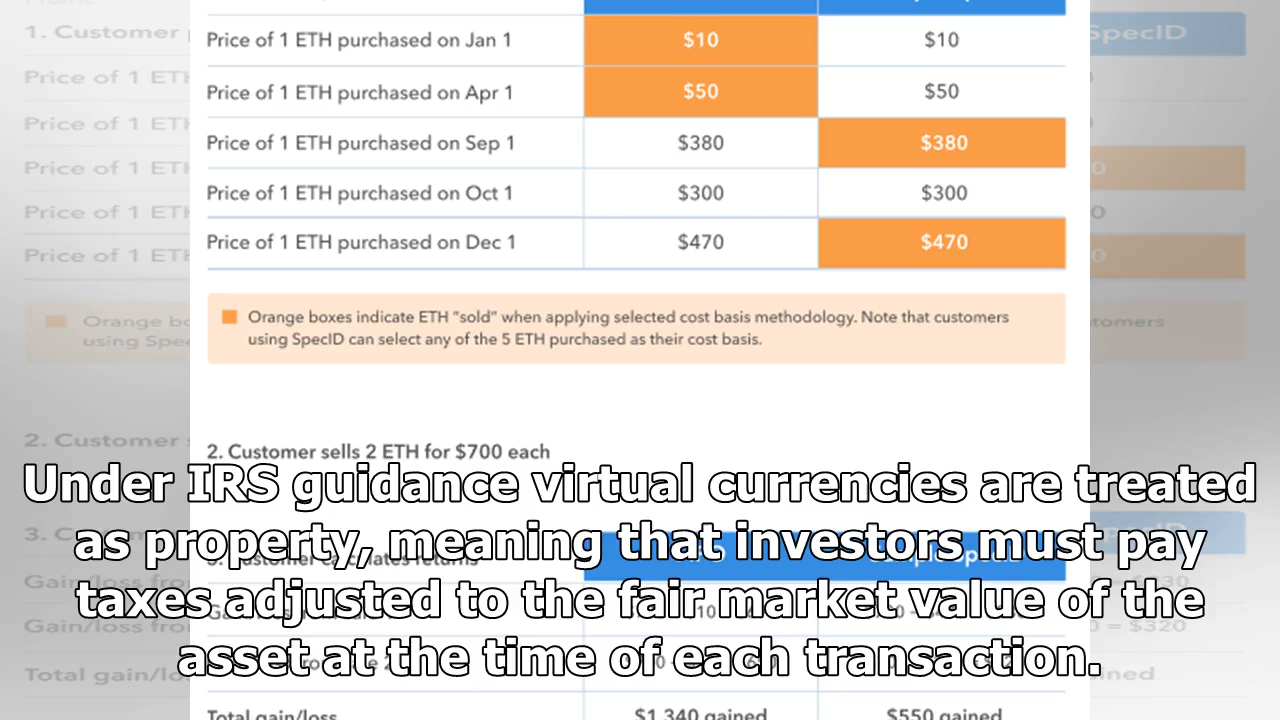 Price of 1 ETH purchased on Jan 1 $10 $10
Price of 1 ETH purchased on Apr 1 $50 $50
Price of 1 ETH purchased on Sep 1 $380 $380
Price of 1 ETH purchased on Oct 1 $300 $300
Price of 1 ETH purchased on Dec 1 $470 $470
Orange boxes indicate ETH "sold" when applying selected cost basis methodology. Note that customers
using SpecID can select any of the 5 ETH purchased as their cost basis.
2. Customer sells 2 ETH for $700 each
Under IRS guidance virtual currencies are treated
as property, meaning that investors must pay
taxes adjusted to the fair market value of the
asset at the time of each transaction.
Total gain/loss $1,340 gained $550 gained